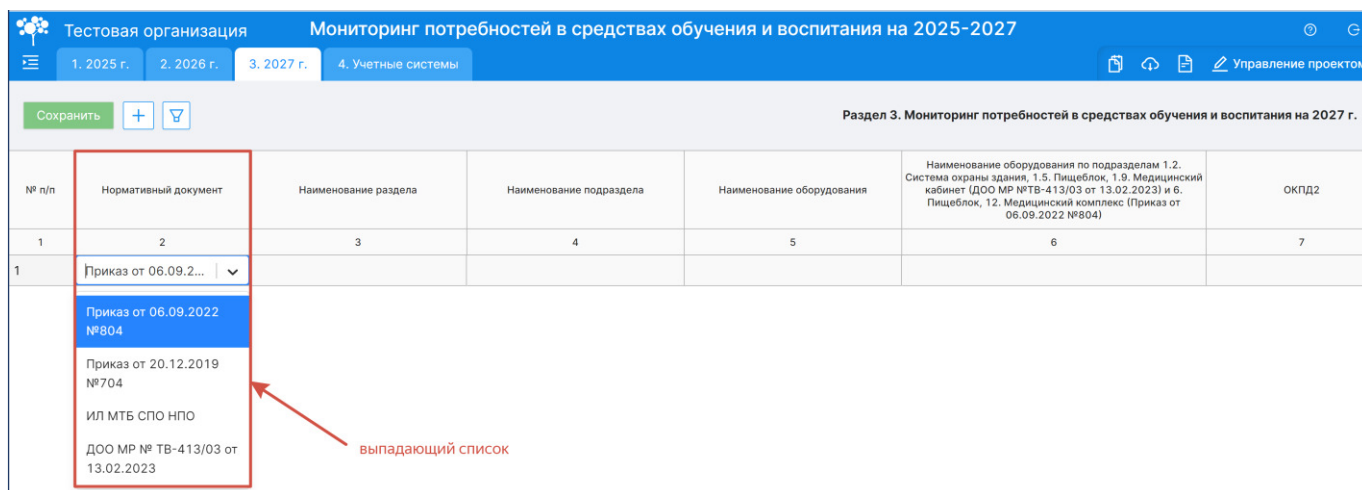 Тестовая организация
Мониторинг потребностей в средствах обучения и воспитания на 2025-2027
1. 2025 г.
2. 2026 г.
3. 2027 г.
4. Учетные системы
Управление проектом
Сохранить
Раздел 3. Мониторинг потребностей в средствах обучения и воспитания на 2027 г.
№ п/п
Нормативный документ
Наименование раздела
Наименование подраздела
Наименование оборудования
Наименование оборудования по подразделам 1.2.
Система охраны здания, 1.5. Пищеблок, 1.9. Медицинский
кабинет (ДОО МР №ТВ-413/03 от 13.02.2023) и 6.
Пищеблок, 12. Медицинский комплекс (Приказ от
06.09.2022 №804)
ОКПД2
1
2
3
4
5
6
7
1
Приказ от 06.09.2...
Приказ от 06.09.2022
№804
Приказ от 20.12.2019
№704
ИЛ МТБ СПО НПО
ДОО МР № ТВ-413/03 от
13.02.2023
выпадающий список